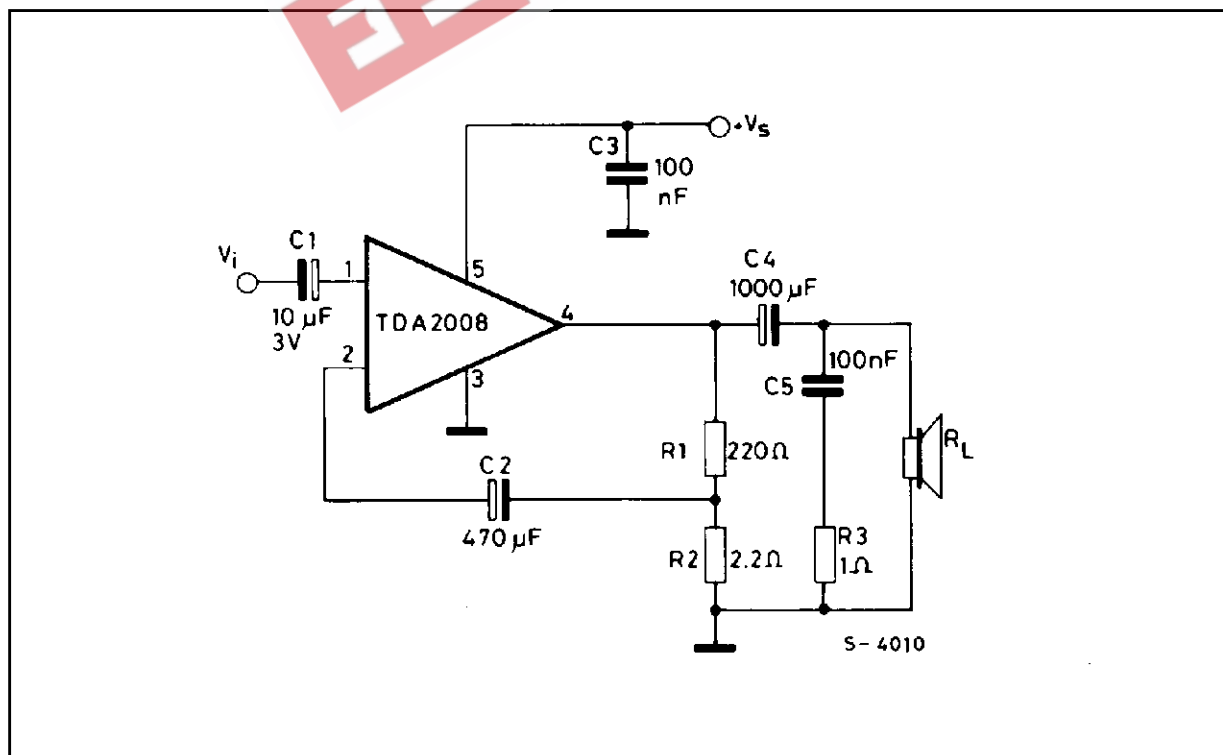 +Vs
C3
100
nF
Vi
C1
1
10 µF
3V
2
TDA2008
5
4
3
C4
1000 µF
100nF
C5
R1
220Ω
RL
C2
470 µF
R2
2.2Ω
R3
1Ω
S-4010